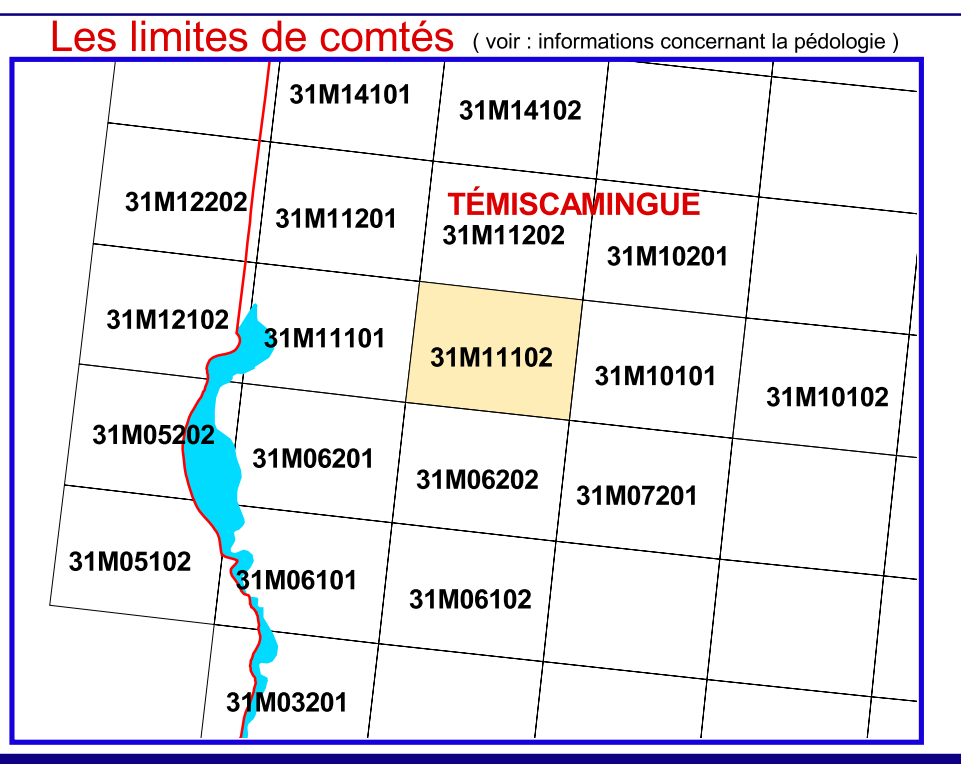 Les limites de comtés ( voir : informations concernant la pédologie )
31M14101
31M14102
31M12202
31M11201
TÉMISCAMINGUE
31M11202
31M10201
31M12102
31M11101
31M11102
31M10101
31M10102
31M05202
31M06201
31M06202
31M07201
31M05102
31M06101
31M06102
31M03201